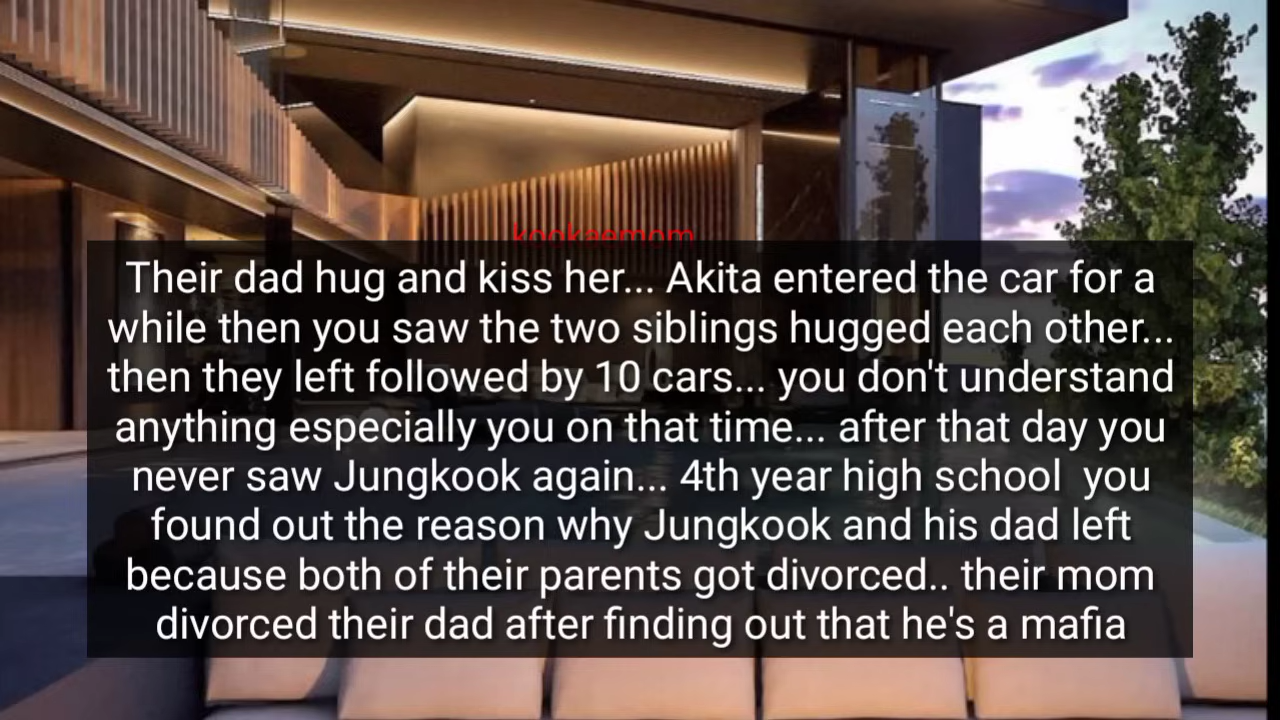 kookaemom
Their dad hug and kiss her... Akita entered the car for a
while then you saw the two siblings hugged each other...
then they left followed by 10 cars... you don't understand
anything especially you on that time... after that day you
never saw Jungkook again... 4th year high school  you
found out the reason why Jungkook and his dad left
because both of their parents got divorced.. their mom
divorced their dad after finding out that he's a mafia